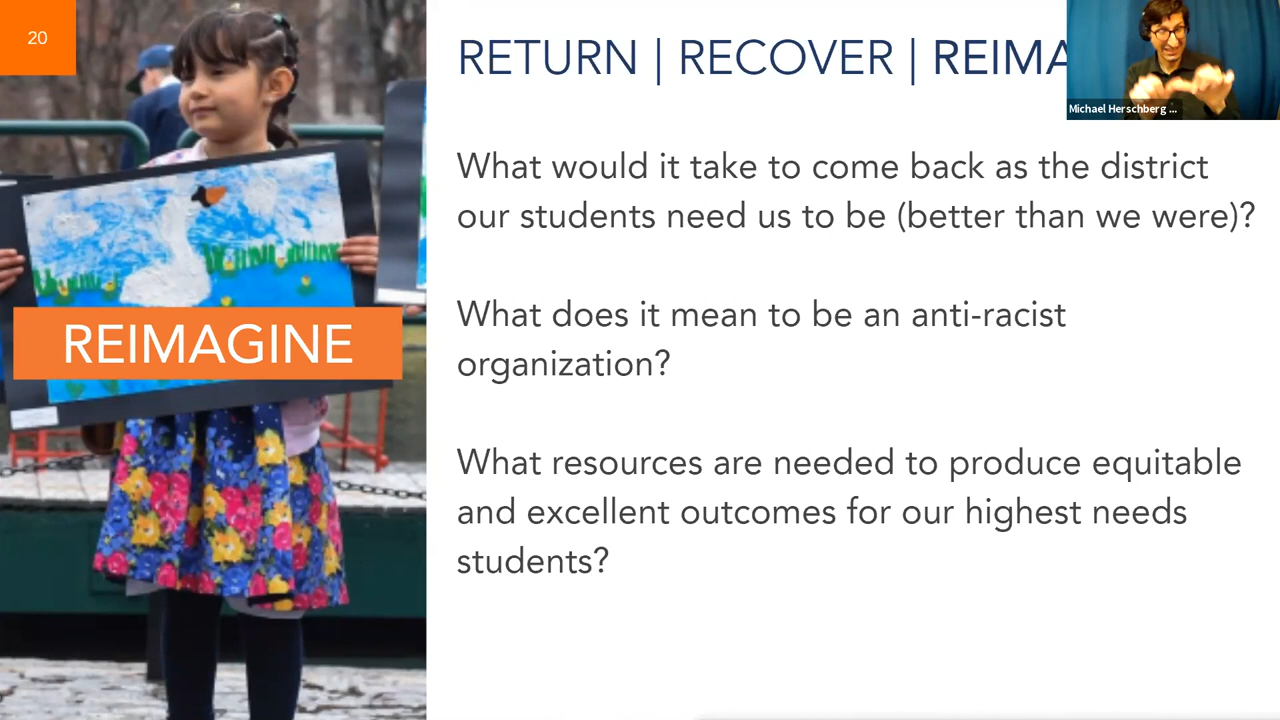 20
RETURN | RECOVER | REIMA
Michael Herschberg ...
What would it take to come back as the district
our students need us to be (better than we were)?
What does it mean to be an anti-racist
organization?
What resources are needed to produce equitable
and excellent outcomes for our highest needs
students?
REIMAGINE